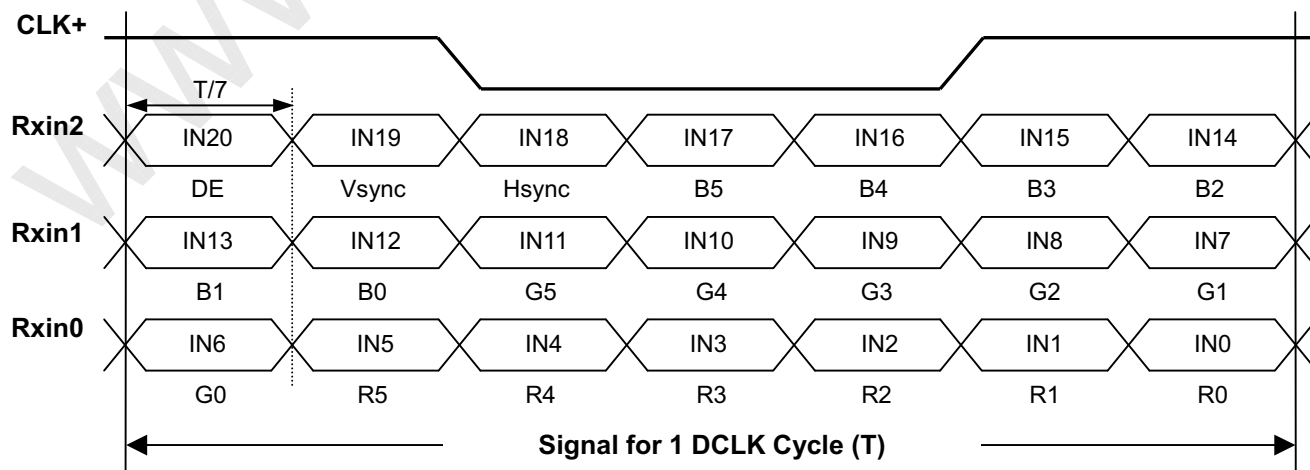 CLK+
T/7
Rxin2 IN20 IN19 IN18 IN17 IN16 IN15 IN14
DE Vsync Hsync B5 B4 B3 B2
Rxin1 IN13 IN12 IN11 IN10 IN9 IN8 IN7
B1 B0 G5 G4 G3 G2 G1
Rxin0 IN6 IN5 IN4 IN3 IN2 IN1 IN0
G0 R5 R4 R3 R2 R1 R0
Signal for 1 DCLK Cycle (T)